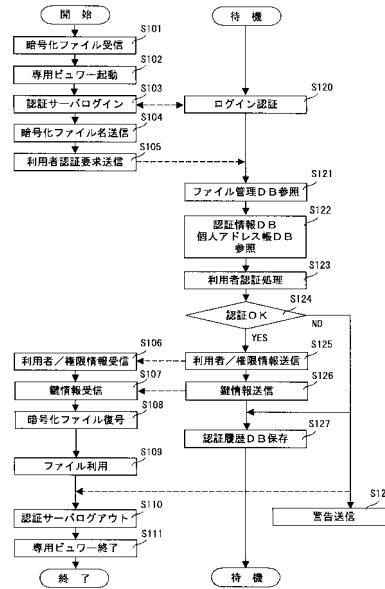 開 始
待 機
S101
暗号化ファイル受信
S102
専用ビュワー起動
S103
認証サーバログイン
S120
ログイン認証
S104
暗号化ファイル名送信
S105
利用者認証要求送信
S121
ファイル管理DB参照
S122
認証情報DB
個人アドレス帳DB
参照
S123
利用者認証処理
S124
認証OK
NO
YES
S106
利用者/権限情報受信
S125
利用者/権限情報送信
S107
鍵情報受信
S126
鍵情報送信
S108
暗号化ファイル復号
S127
認証履歴DB保存
S109
ファイル利用
S110
認証サーバログアウト
S12
警告送信
S111
専用ビュワー終了
終 了
待 機